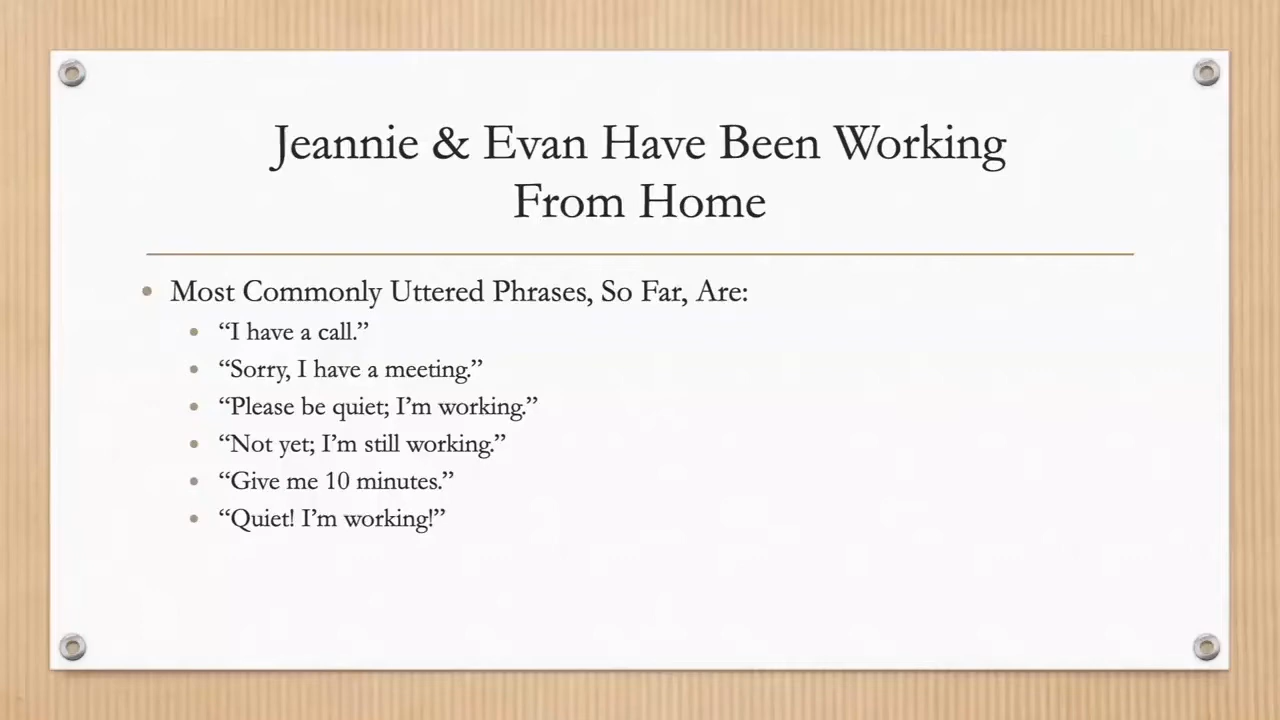 Jeannie & Evan Have Been Working
From Home
• Most Commonly Uttered Phrases, So Far, Are:
• “I have a call.”
• “Sorry, I have a meeting.”
• “Please be quiet; I’m working.”
• “Not yet; I’m still working.”
• “Give me 10 minutes.”
• “Quiet! I’m working!”